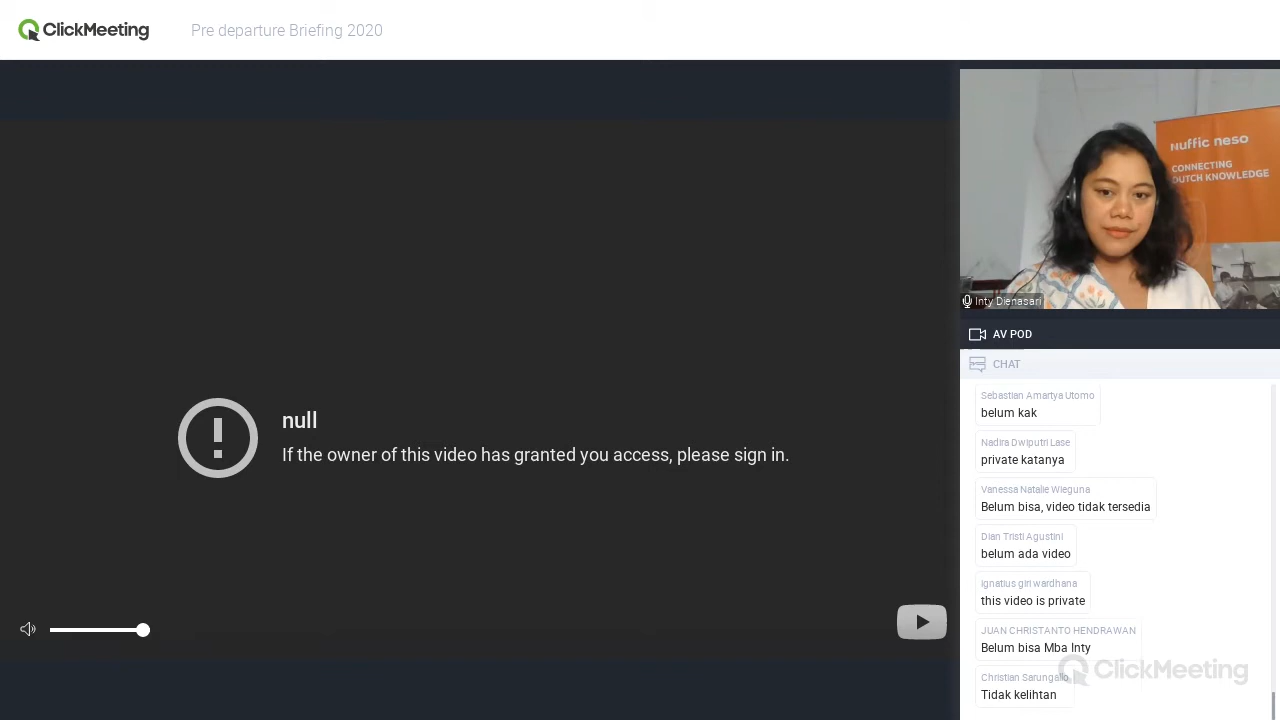 ClickMeeting
Pre departure Briefing 2020
null
If the owner of this video has granted you access, please sign in.
nuffic neso
CONNECTING
DUTCH KNOWLEDGE
Inty Dienasari
AV POD
CHAT
Sebastian Amartya Utomo
belum kak
Nadira Dwiputri Lase
private katanya
Vanessa Natalie Wieguna
Belum bisa, video tidak tersedia
Dian Tristi Agustini
belum ada video
ignatius giri wardhana
this video is private
JUAN CHRISTANTO HENDRAWAN
Belum bisa Mba Inty
Christian Sarungallo
Tidak kelihtan
ClickMeeting